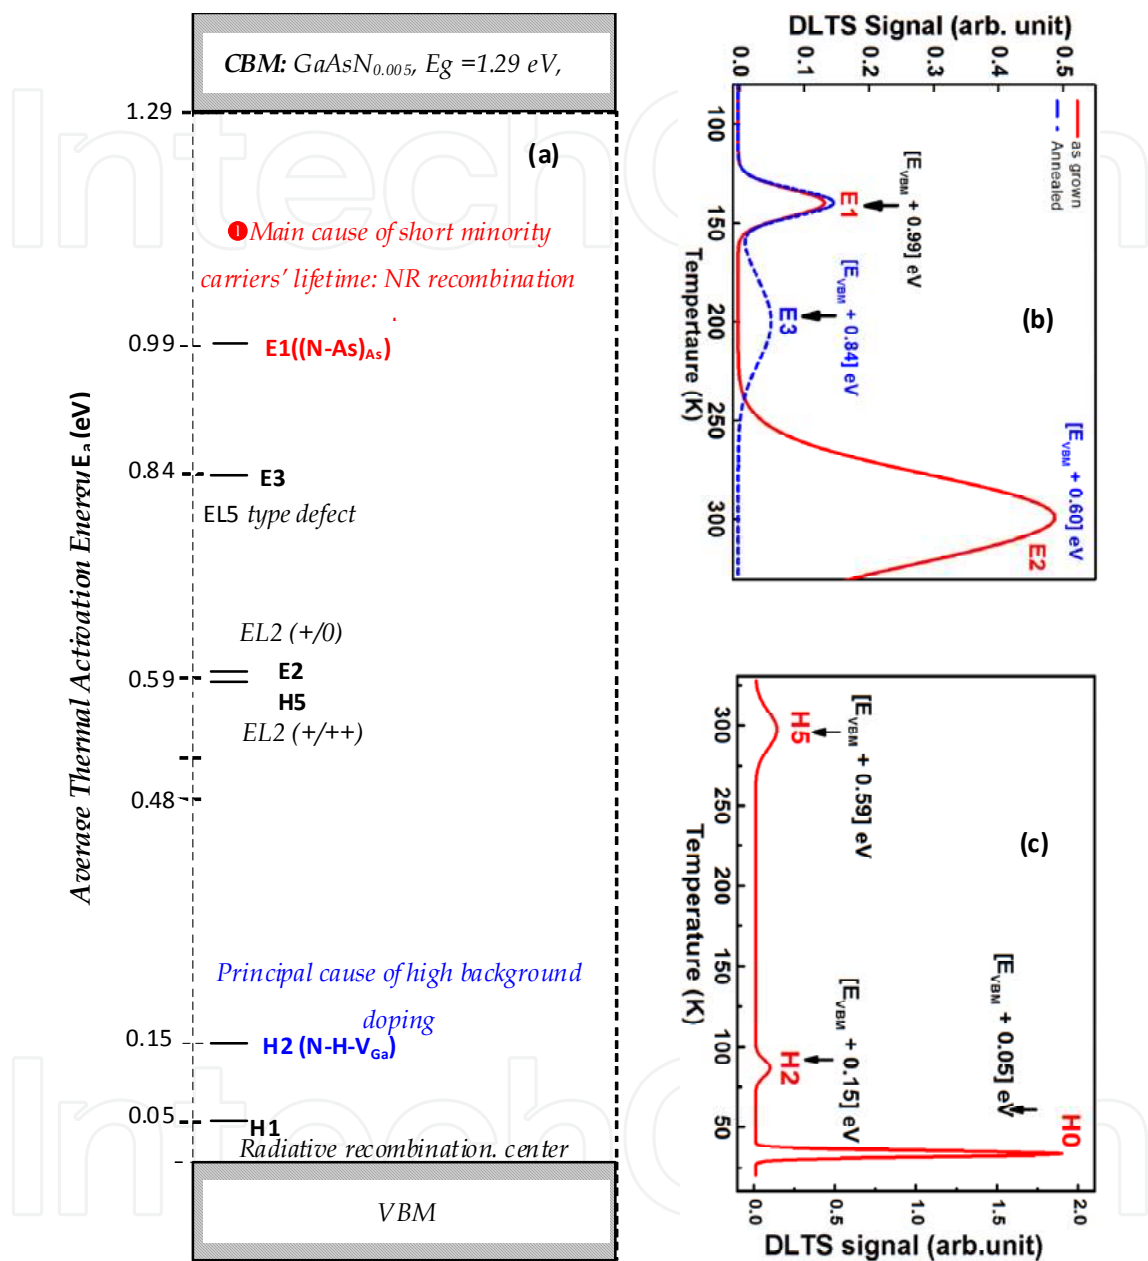 CBM: GaAsN0.005, Eg =1.29 eV,
1.29
(a)
❶Main cause of short minority
carriers' lifetime: NR recombination
0.99
E1((N-As)As)
Average Thermal Activation Energy Ea (eV)
0.84
E3
EL5 type defect
EL2 (+/0)
0.59
E2
H5
EL2 (+/++)
0.48
Principal cause of high background
doping
0.15
H2 (N-H-VGa)
0.05
H1
Radiative recombination. center
VBM
DLTS Signal (arb. unit)
0.0 0.1 0.2 0.3 0.4 0.5
as grown
Annealed
100
150
200
250
300
Tempertaure (K)
E1
[EVBM + 0.99] eV
E3
[EVBM + 0.84] eV
(b)
[EVBM + 0.60] eV
E2
300
250
200
150
100
50
Temperature (K)
H5
[EVBM + 0.59] eV
(c)
H2
[EVBM + 0.15] eV
[EVBM + 0.05] eV
H0
0.0 0.5 1.0 1.5 2.0
DLTS signal (arb.unit)
Intech
Intech